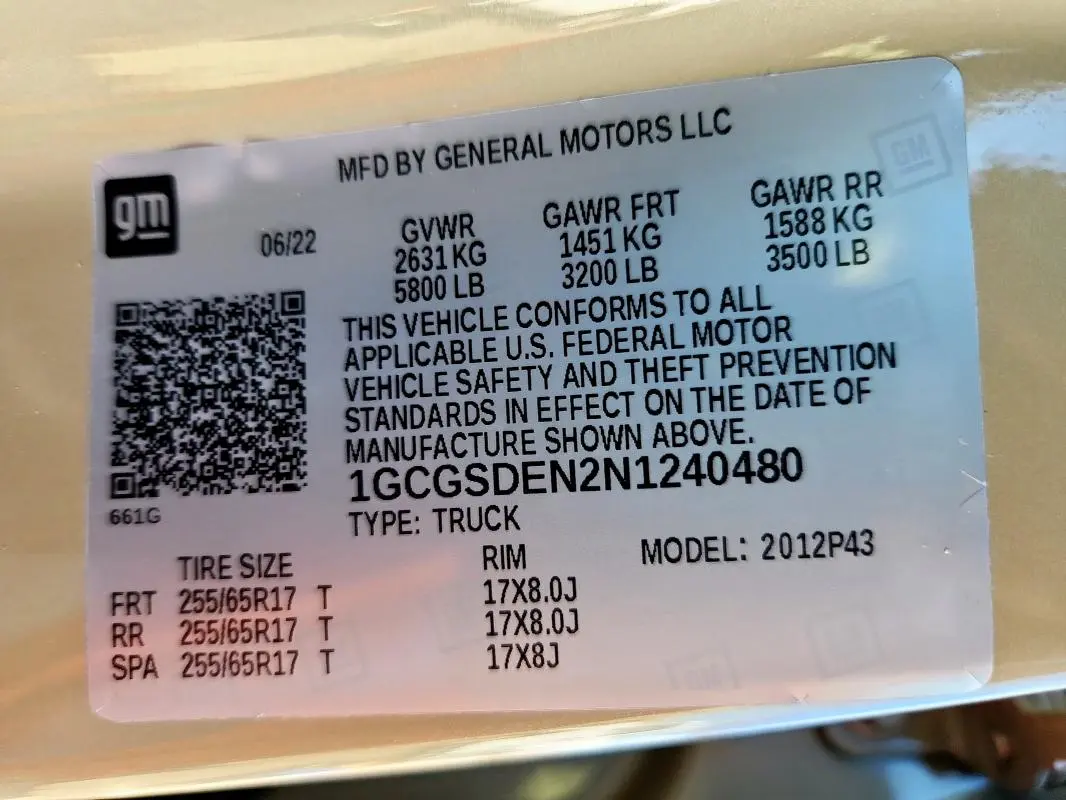 MFD BY GENERAL MOTORS LLC
GM
gm
06/22
GVWR GAWR FRT GAWR RR
2631 KG 1451 KG 1588 KG
5800 LB 3200 LB 3500 LB
THIS VEHICLE CONFORMS TO ALL
APPLICABLE U.S. FEDERAL MOTOR
VEHICLE SAFETY AND THEFT PREVENTION
STANDARDS IN EFFECT ON THE DATE OF
MANUFACTURE SHOWN ABOVE.
1GCGSDEN2N1240480
661G
TYPE: TRUCK
TIRE SIZE RIM MODEL: 2012P43
FRT 255/65R17 T 17X8.0J
RR 255/65R17 T 17X8.0J
SPA 255/65R17 T 17X8J